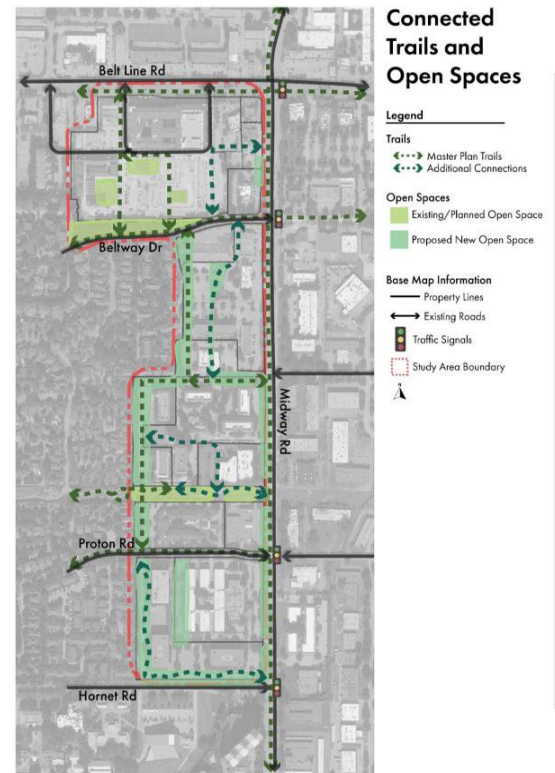 Connected
Trails and
Open Spaces
Legend
Trails
Master Plan Trails
Additional Connections
Open Spaces
Existing/Planned Open Space
Proposed New Open Space
Base Map Information
Property Lines
Existing Roads
Traffic Signals
Study Area Boundary
Belt Line Rd
Beltway Dr
Midway Rd
Proton Rd
Hornet Rd